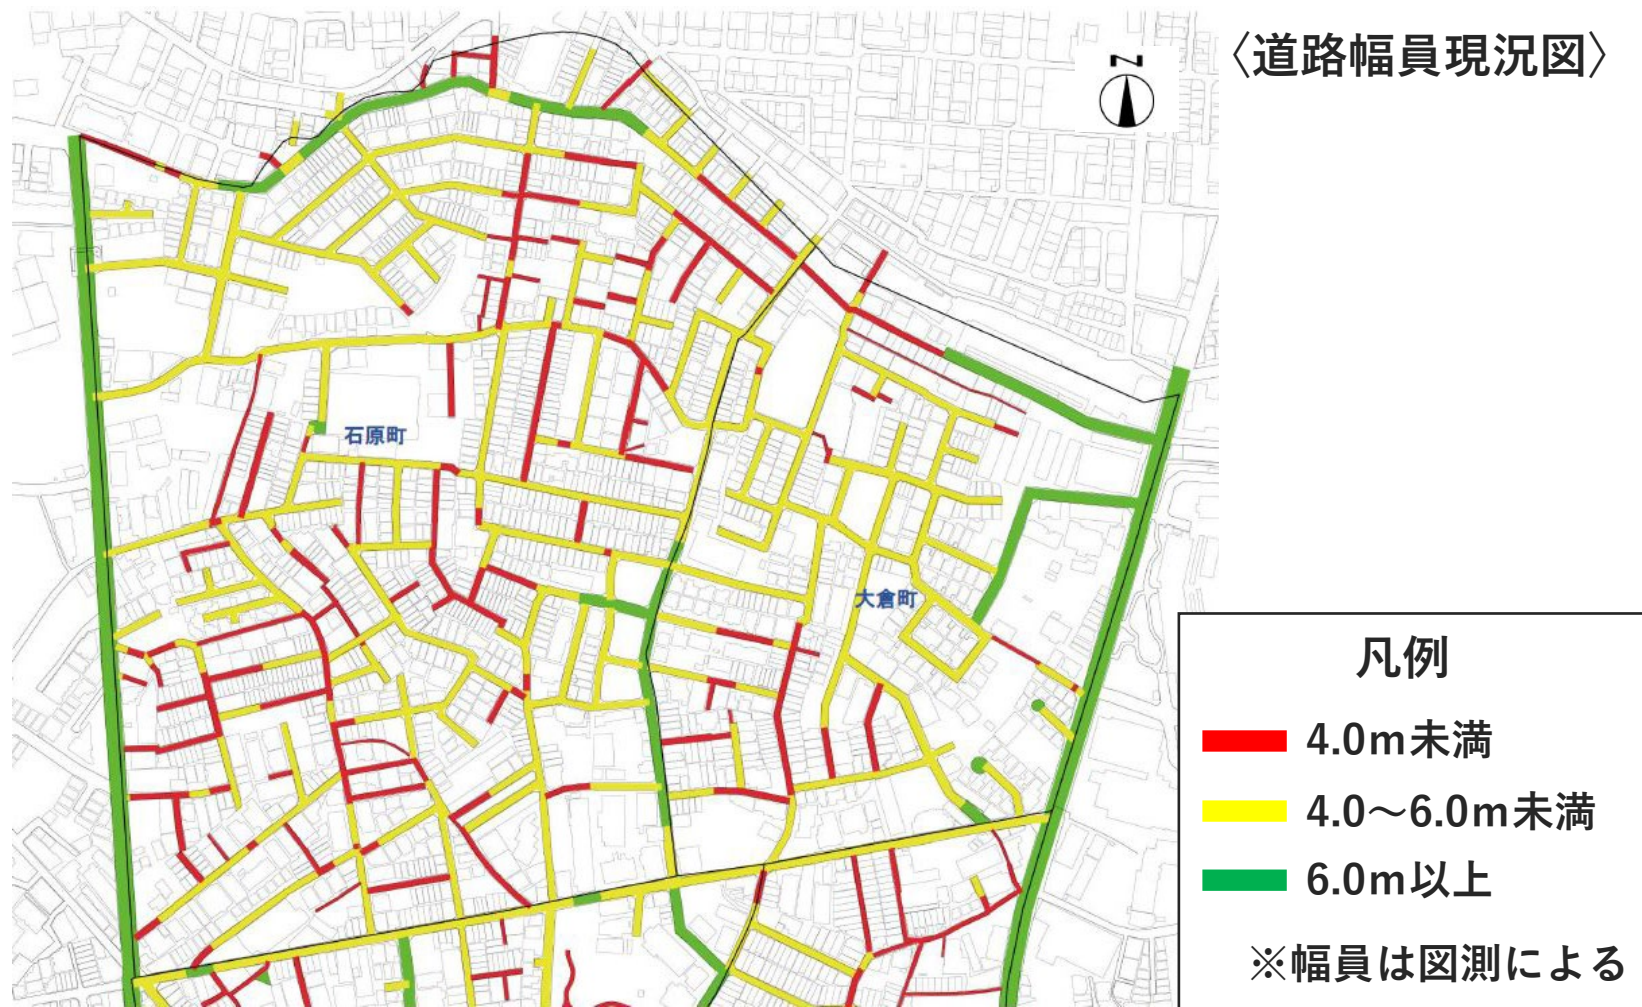 〈道路幅員現況図〉
N
石原町
大倉町
凡例
4.0m未満
4.0～6.0m未満
6.0m以上
※幅員は図測による